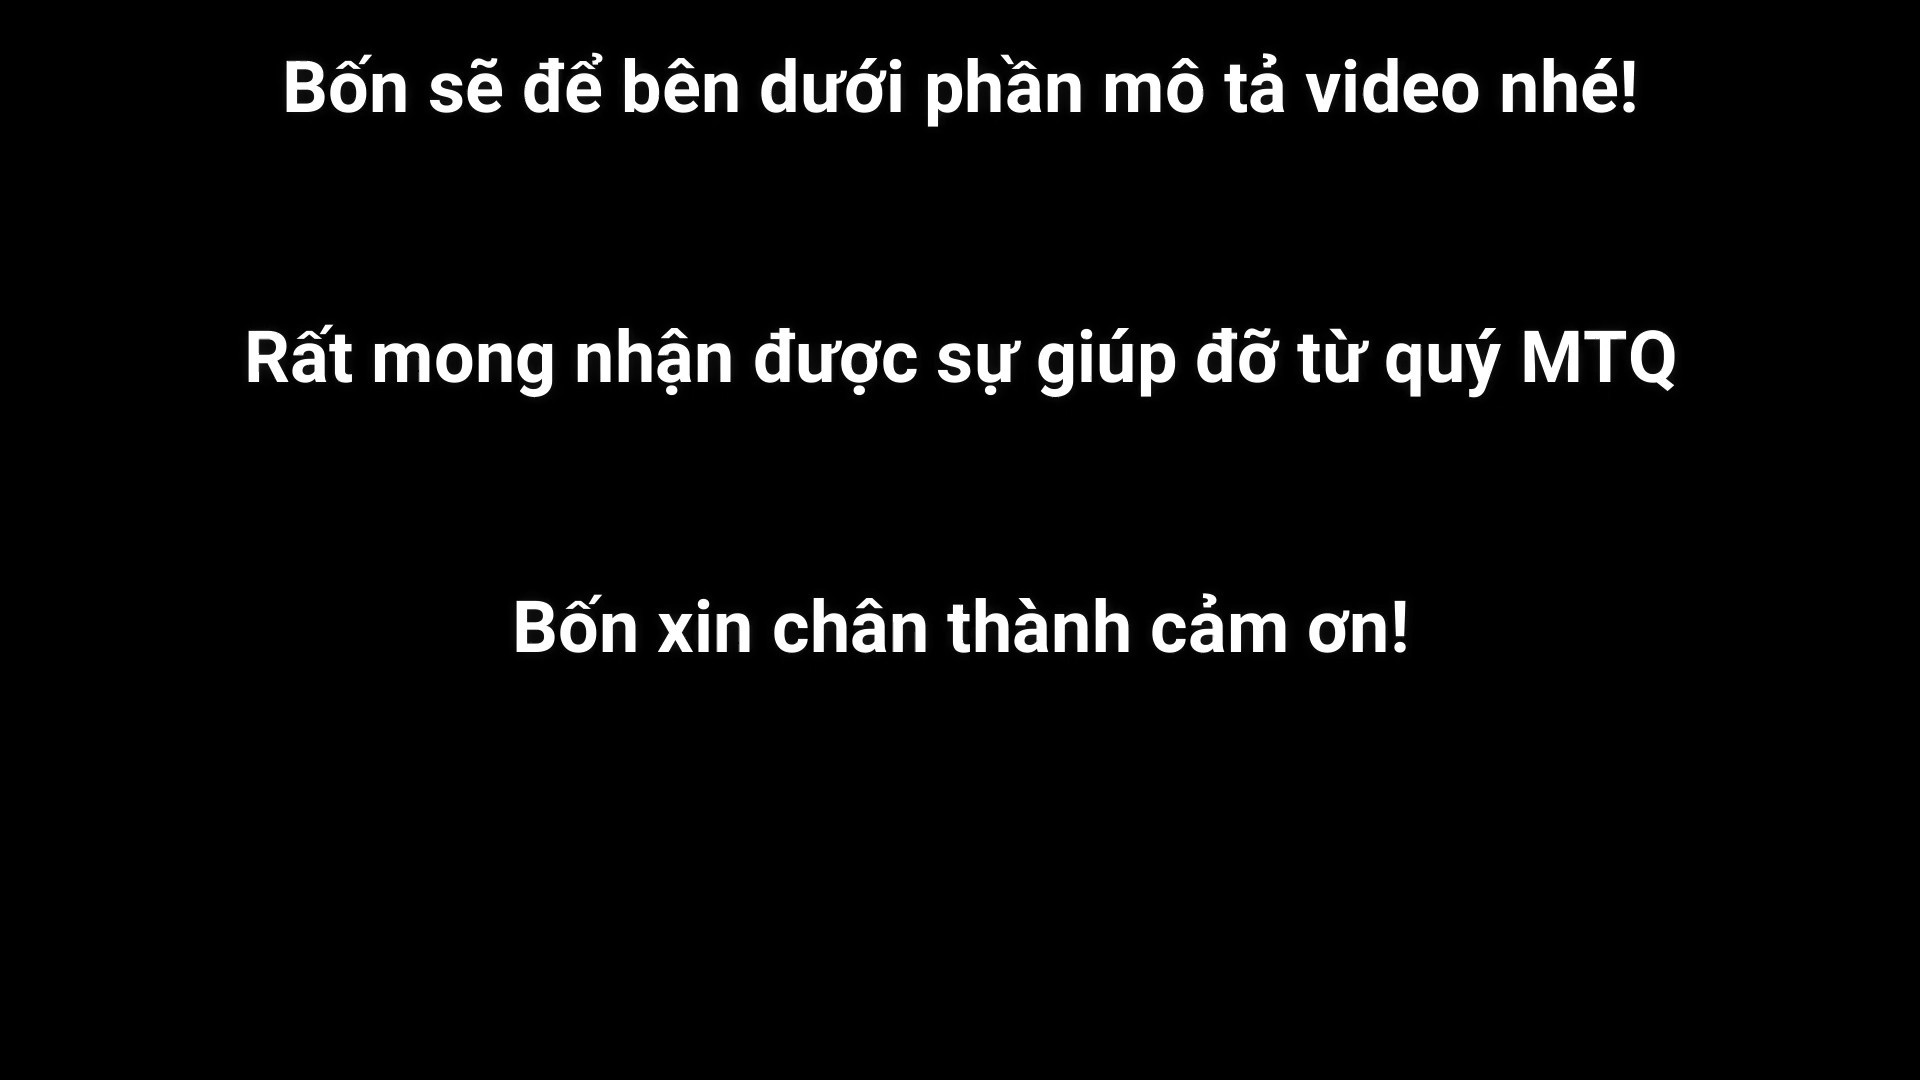 Bốn sẽ để bên dưới phần mô tả video nhé!
Rất mong nhận được sự giúp đỡ từ quý MTQ
Bốn xin chân thành cảm ơn!